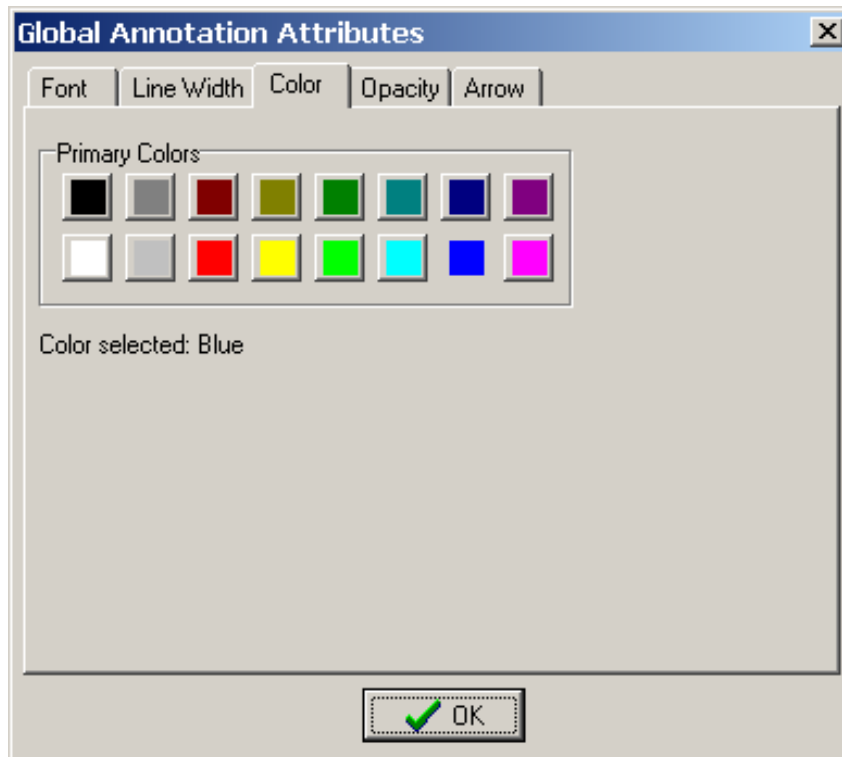 Global Annotation Attributes
Font Line Width Color Opacity Arrow
Primary Colors
Color selected: Blue
OK